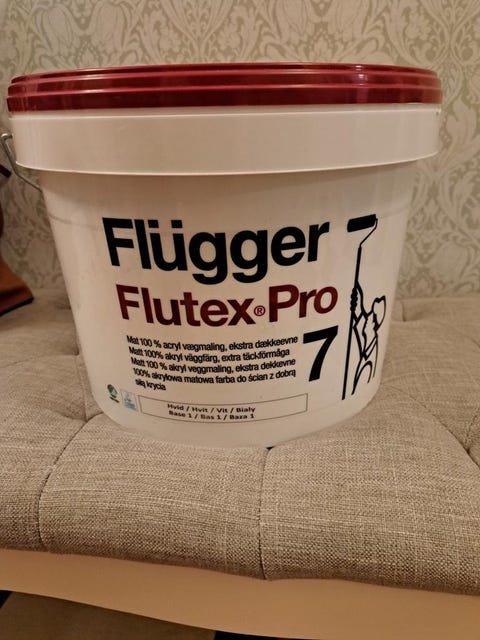 Flügger
Flutex®Pro
7
Mat 100 % acryl vægmaling, ekstra dækkeevne
Matt 100% akryl väggfärg, extra täckförmåga
Matt 100 % akryl veggmaling, ekstra dekkevne
100% akrylowa matowa farba do ścian z dobrą
siłą krycia
Hvid / Hvit / Vit / Biały
Base 1 / Bas 1 / Baza 1